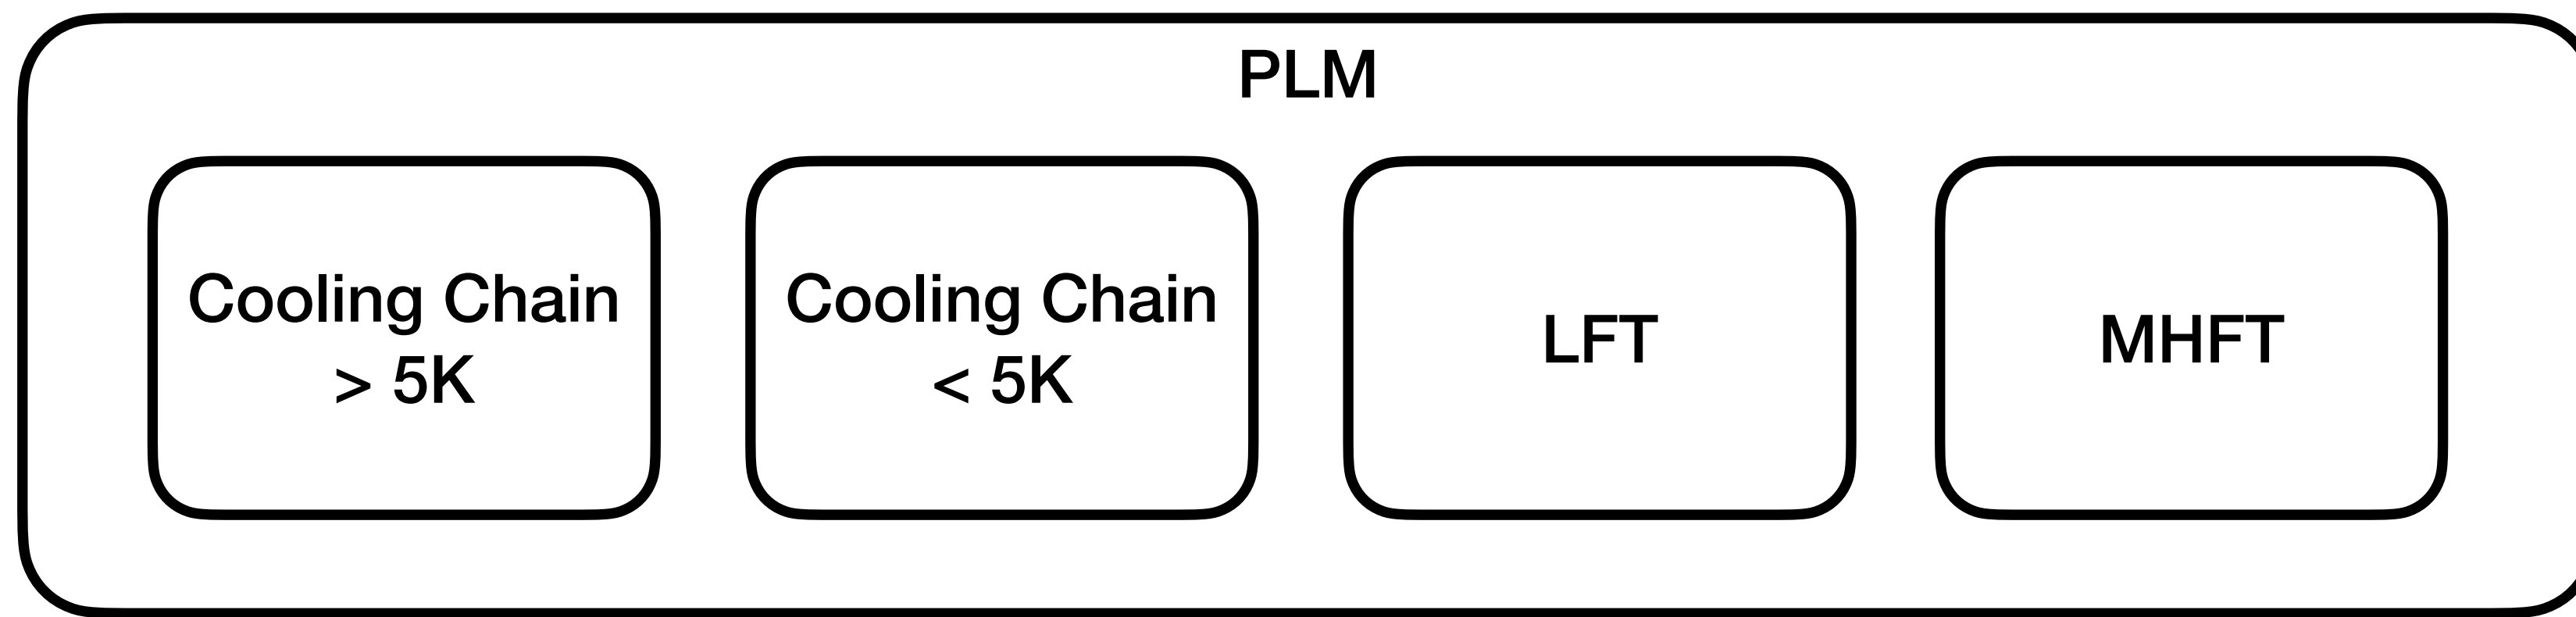 PLM
Cooling Chain
> 5K
Cooling Chain
< 5K
LFT
MHFT